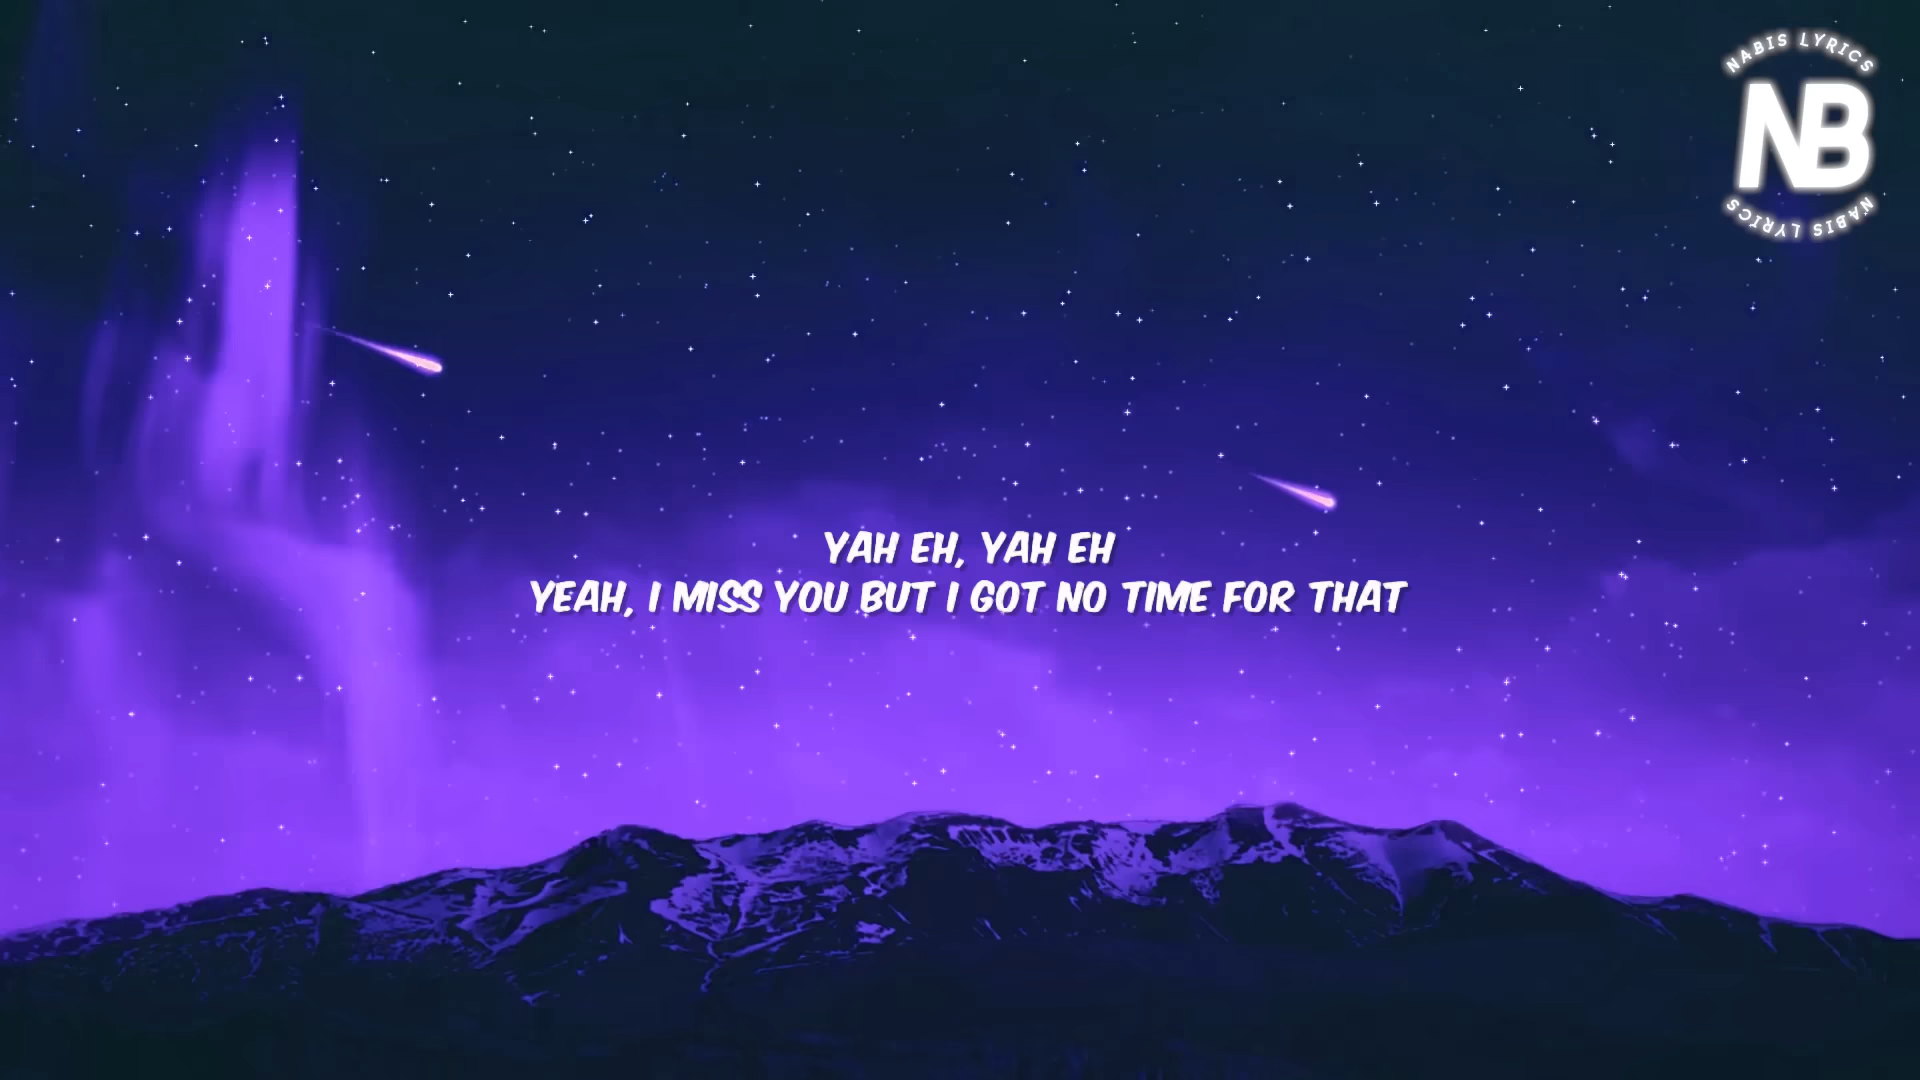 NABIS LYRICS
NB
NABIS LYRICS
YAH EH, YAH EH
YEAH, I MISS YOU BUT I GOT NO TIME FOR THAT